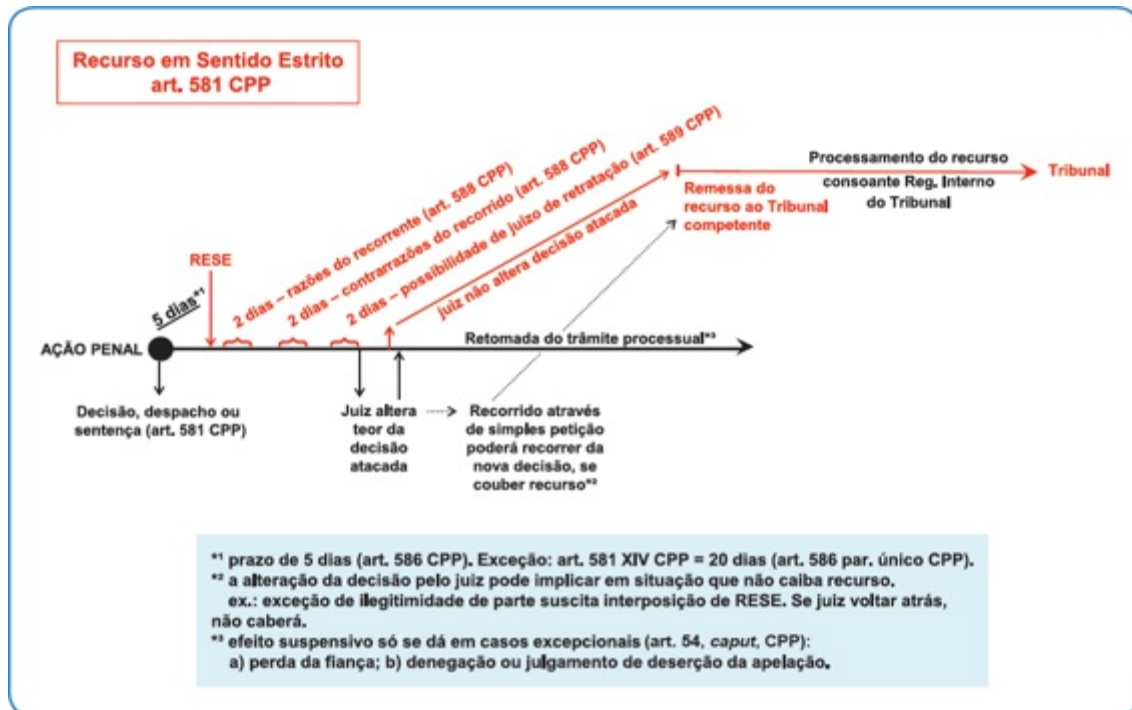 Recurso em Sentido Estrito
art. 581 CPP
RESE
5 dias*¹
2 dias – razões do recorrente (art. 588 CPP)
2 dias – contrarrazões do recorrido (art. 588 CPP)
2 dias – possibilidade de juízo de retratação (art. 589 CPP)
juiz não altera decisão atacada
Remessa do
recurso ao Tribunal
competente
Processamento do recurso
consoante Reg. Interno
do Tribunal
Tribunal
AÇÃO PENAL
Retomada do trâmite processual*³
Decisão, despacho ou
sentença (art. 581 CPP)
Juiz altera
teor da
decisão
atacada
Recorrido através
de simples petição
poderá recorrer da
nova decisão, se
couber recurso*²
*¹ prazo de 5 dias (art. 586 CPP). Exceção: art. 581 XIV CPP = 20 dias (art. 586 par. único CPP).
*² a alteração da decisão pelo juiz pode implicar em situação que não caiba recurso.
ex.: exceção de ilegitimidade de parte suscita interposição de RESE. Se juiz voltar atrás,
não caberá.
*³ efeito suspensivo só se dá em casos excepcionais (art. 54, caput, CPP):
a) perda da fiança; b) denegação ou julgamento de deserção da apelação.